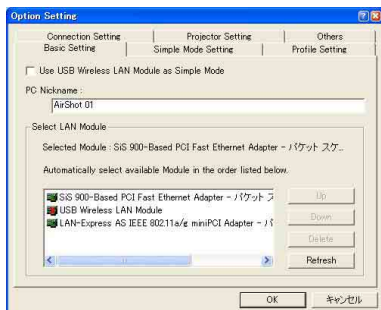 Option Setting
Connection Setting
Projector Setting
Others
Basic Setting
Simple Mode Setting
Profile Setting
Use USB Wireless LAN Module as Simple Mode
PC Nickname :
AirShot 01
Select LAN Module
Selected Module : SiS 900-Based PCI Fast Ethernet Adapter - パケット スケ...
Automatically select available Module in the order listed below.
SiS 900-Based PCI Fast Ethernet Adapter - パケット ス
USB Wireless LAN Module
LAN-Express AS IEEE 802.11a/g miniPCI Adapter - パ
Up
Down
Delete
Refresh
OK
キャンセル